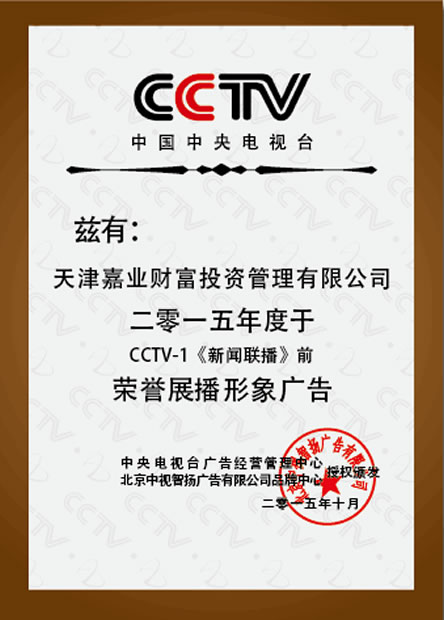 CCTV
中国中央电视台
兹有：
天津嘉业财富投资管理有限公司
二零一五年度于
CCTV-1《新闻联播》前
荣誉展播形象广告
中央电视台广告经营管理中心
北京中视智扬广告有限公司品牌中心 授权颁发
二零一五年十月